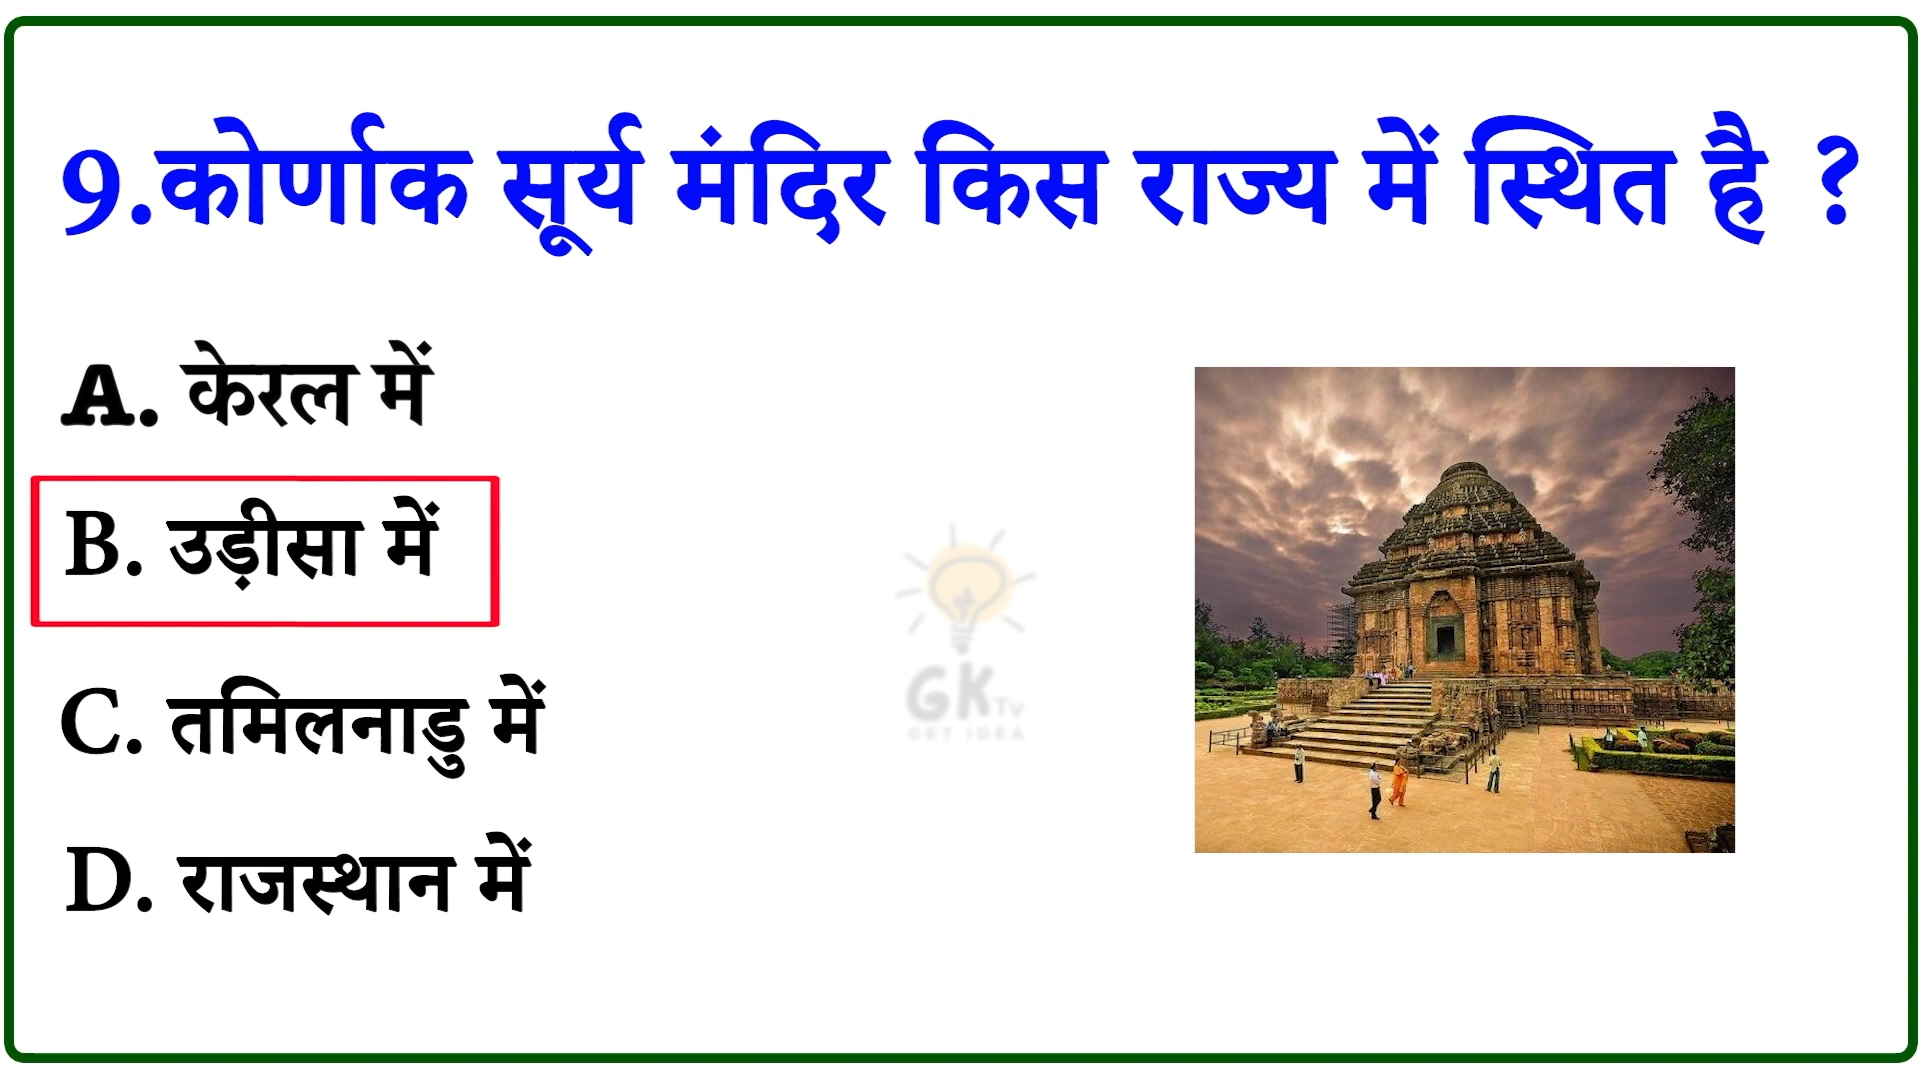 9.कोर्णाक सूर्य मंदिर किस राज्य में स्थित है ?
A. केरल में
B. उड़ीसा में
C. तमिलनाडु में
D. राजस्थान में
GK Tv
GET IDEA